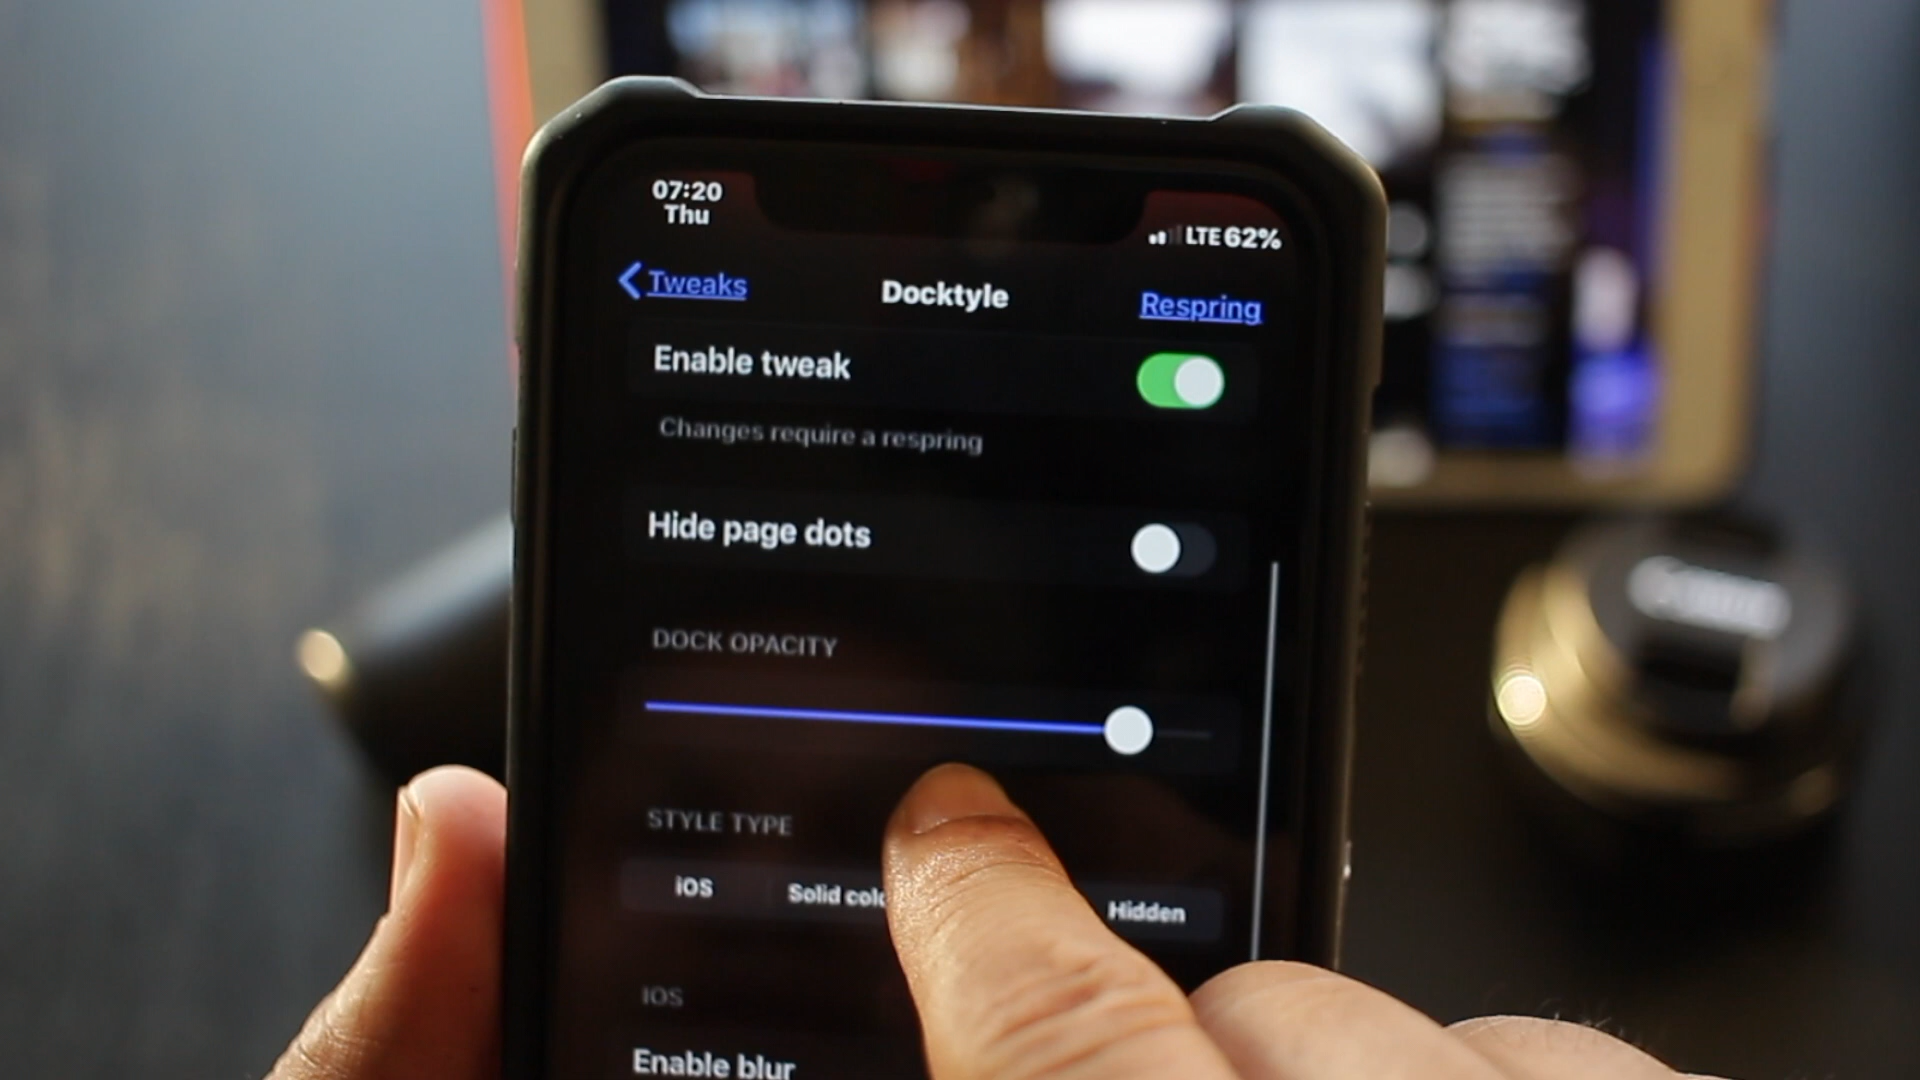 07:20
Thu
LTE 62%
Tweaks
Docktyle
Respring
Enable tweak
Changes require a respring
Hide page dots
DOCK OPACITY
STYLE TYPE
iOS
Solid
Hidden
IOS
Enable blur